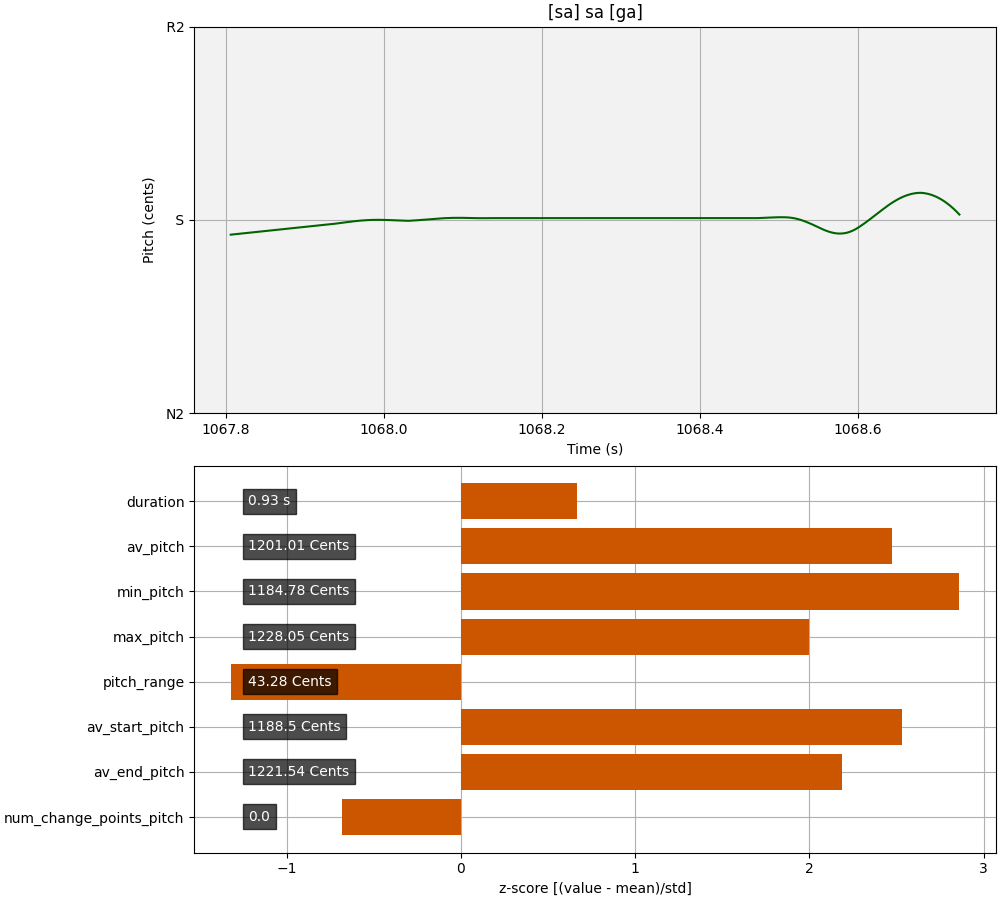 [sa] sa [ga]
R2
S
N2
Pitch (cents)
1067.8 1068.0 1068.2 1068.4 1068.6
Time (s)
duration 0.93 s
av_pitch 1201.01 Cents
min_pitch 1184.78 Cents
max_pitch 1228.05 Cents
pitch_range 43.28 Cents
av_start_pitch 1188.5 Cents
av_end_pitch 1221.54 Cents
num_change_points_pitch 0.0
−1 0 1 2 3
z-score [(value - mean)/std]